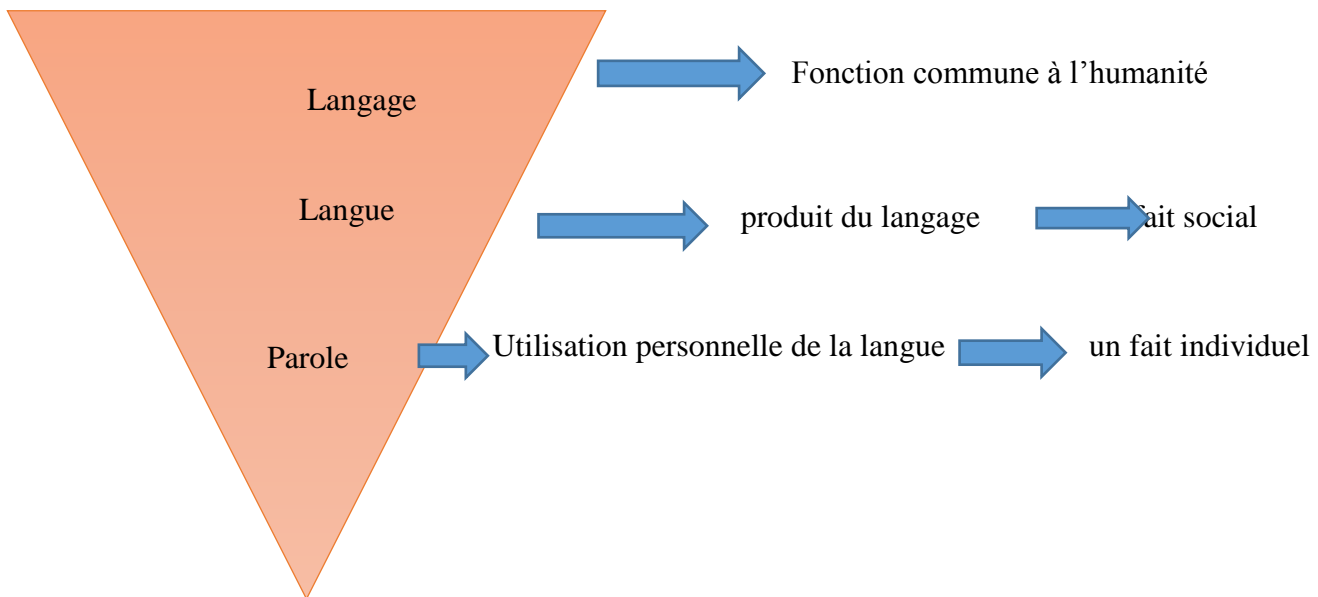 Langage
Fonction commune à l’humanité
Langue
produit du langage
fait social
Parole
Utilisation personnelle de la langue
un fait individuel